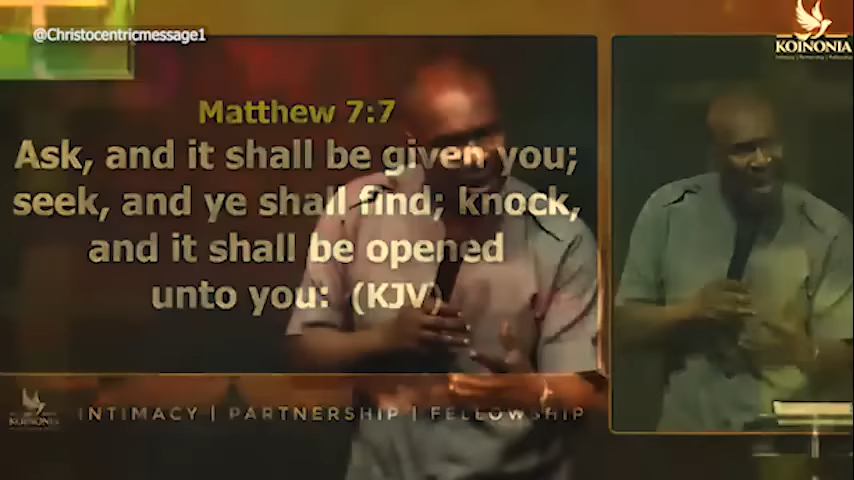 @Christocentricmessage1
KOINONIA
Matthew 7:7
Ask, and it shall be given you;
seek, and ye shall find; knock,
and it shall be opened
unto you: (KJV)
KOINONIA
INTIMACY | PARTNERSHIP | FELLOWSHIP